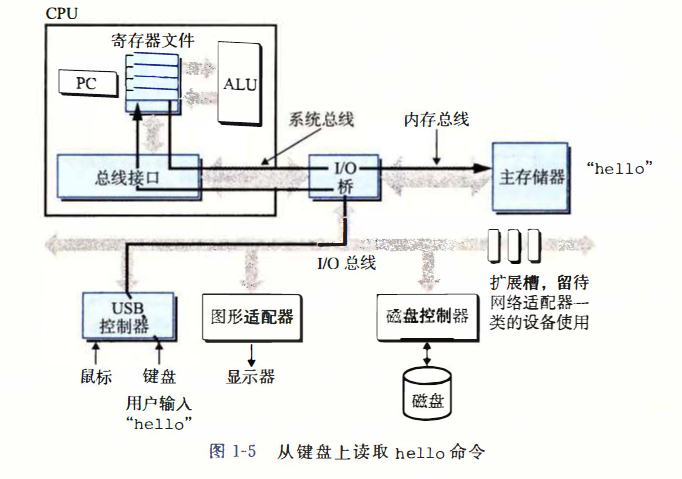 CPU
寄存器文件
PC
ALU
系统总线
内存总线
总线接口
I/O
桥
主存储器
“hello”
I/O 总线
扩展槽，留待
网络适配器一
类的设备使用
USB
控制器
图形适配器
磁盘控制器
鼠标
键盘
显示器
磁盘
用户输入
“hello”
图 1-5 从键盘上读取 hello 命令